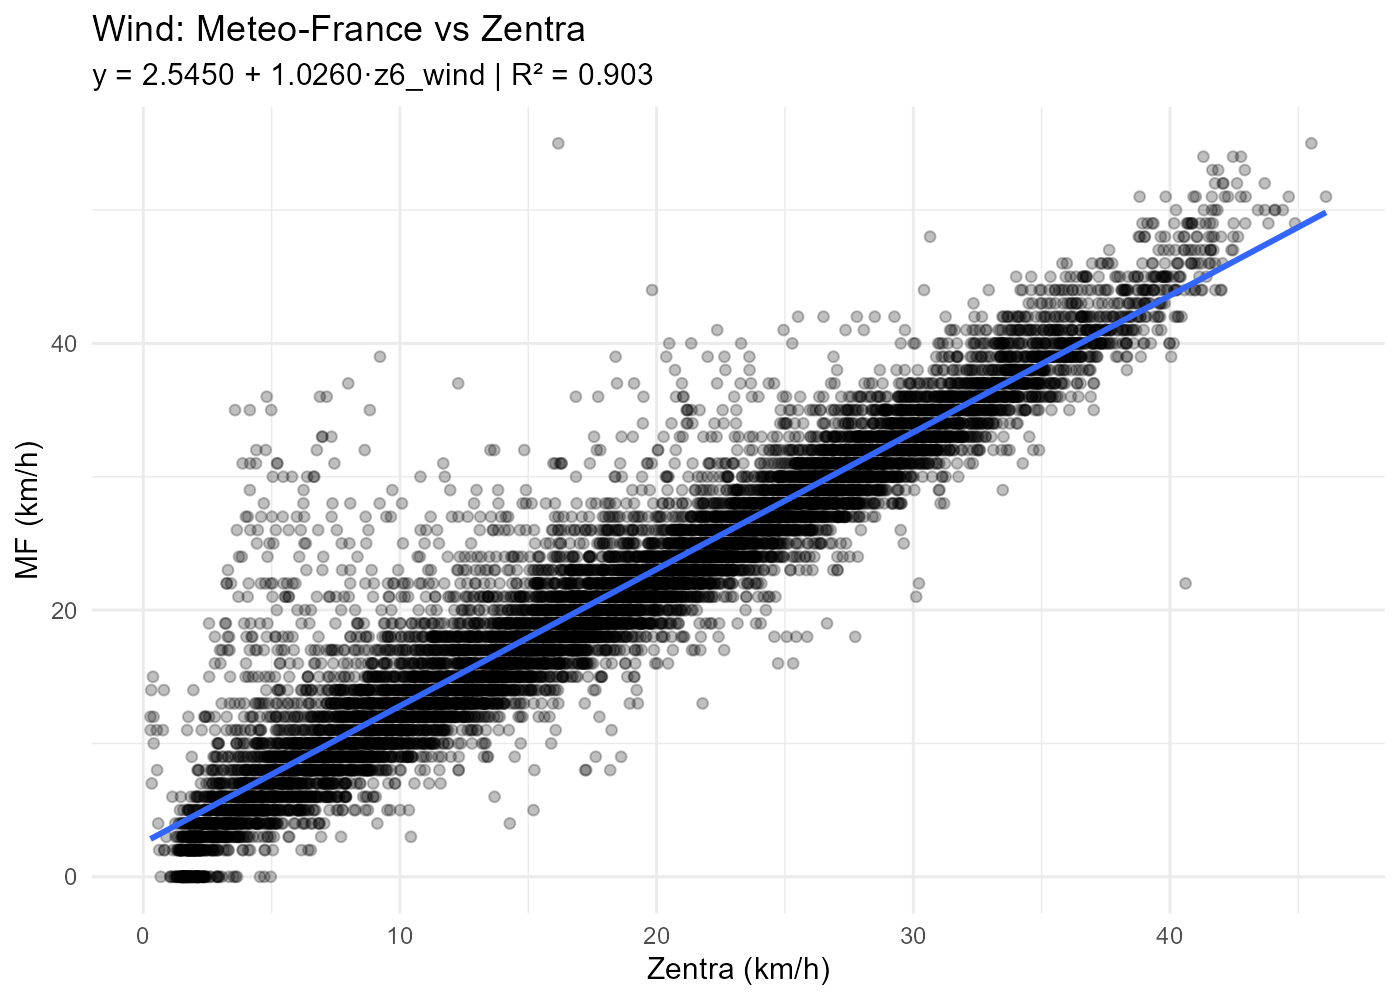 Wind: Meteo-France vs Zentra
y = 2.5450 + 1.0260·z6_wind | R² = 0.903
MF (km/h)
40
20
0
0 10 20 30 40
Zentra (km/h)